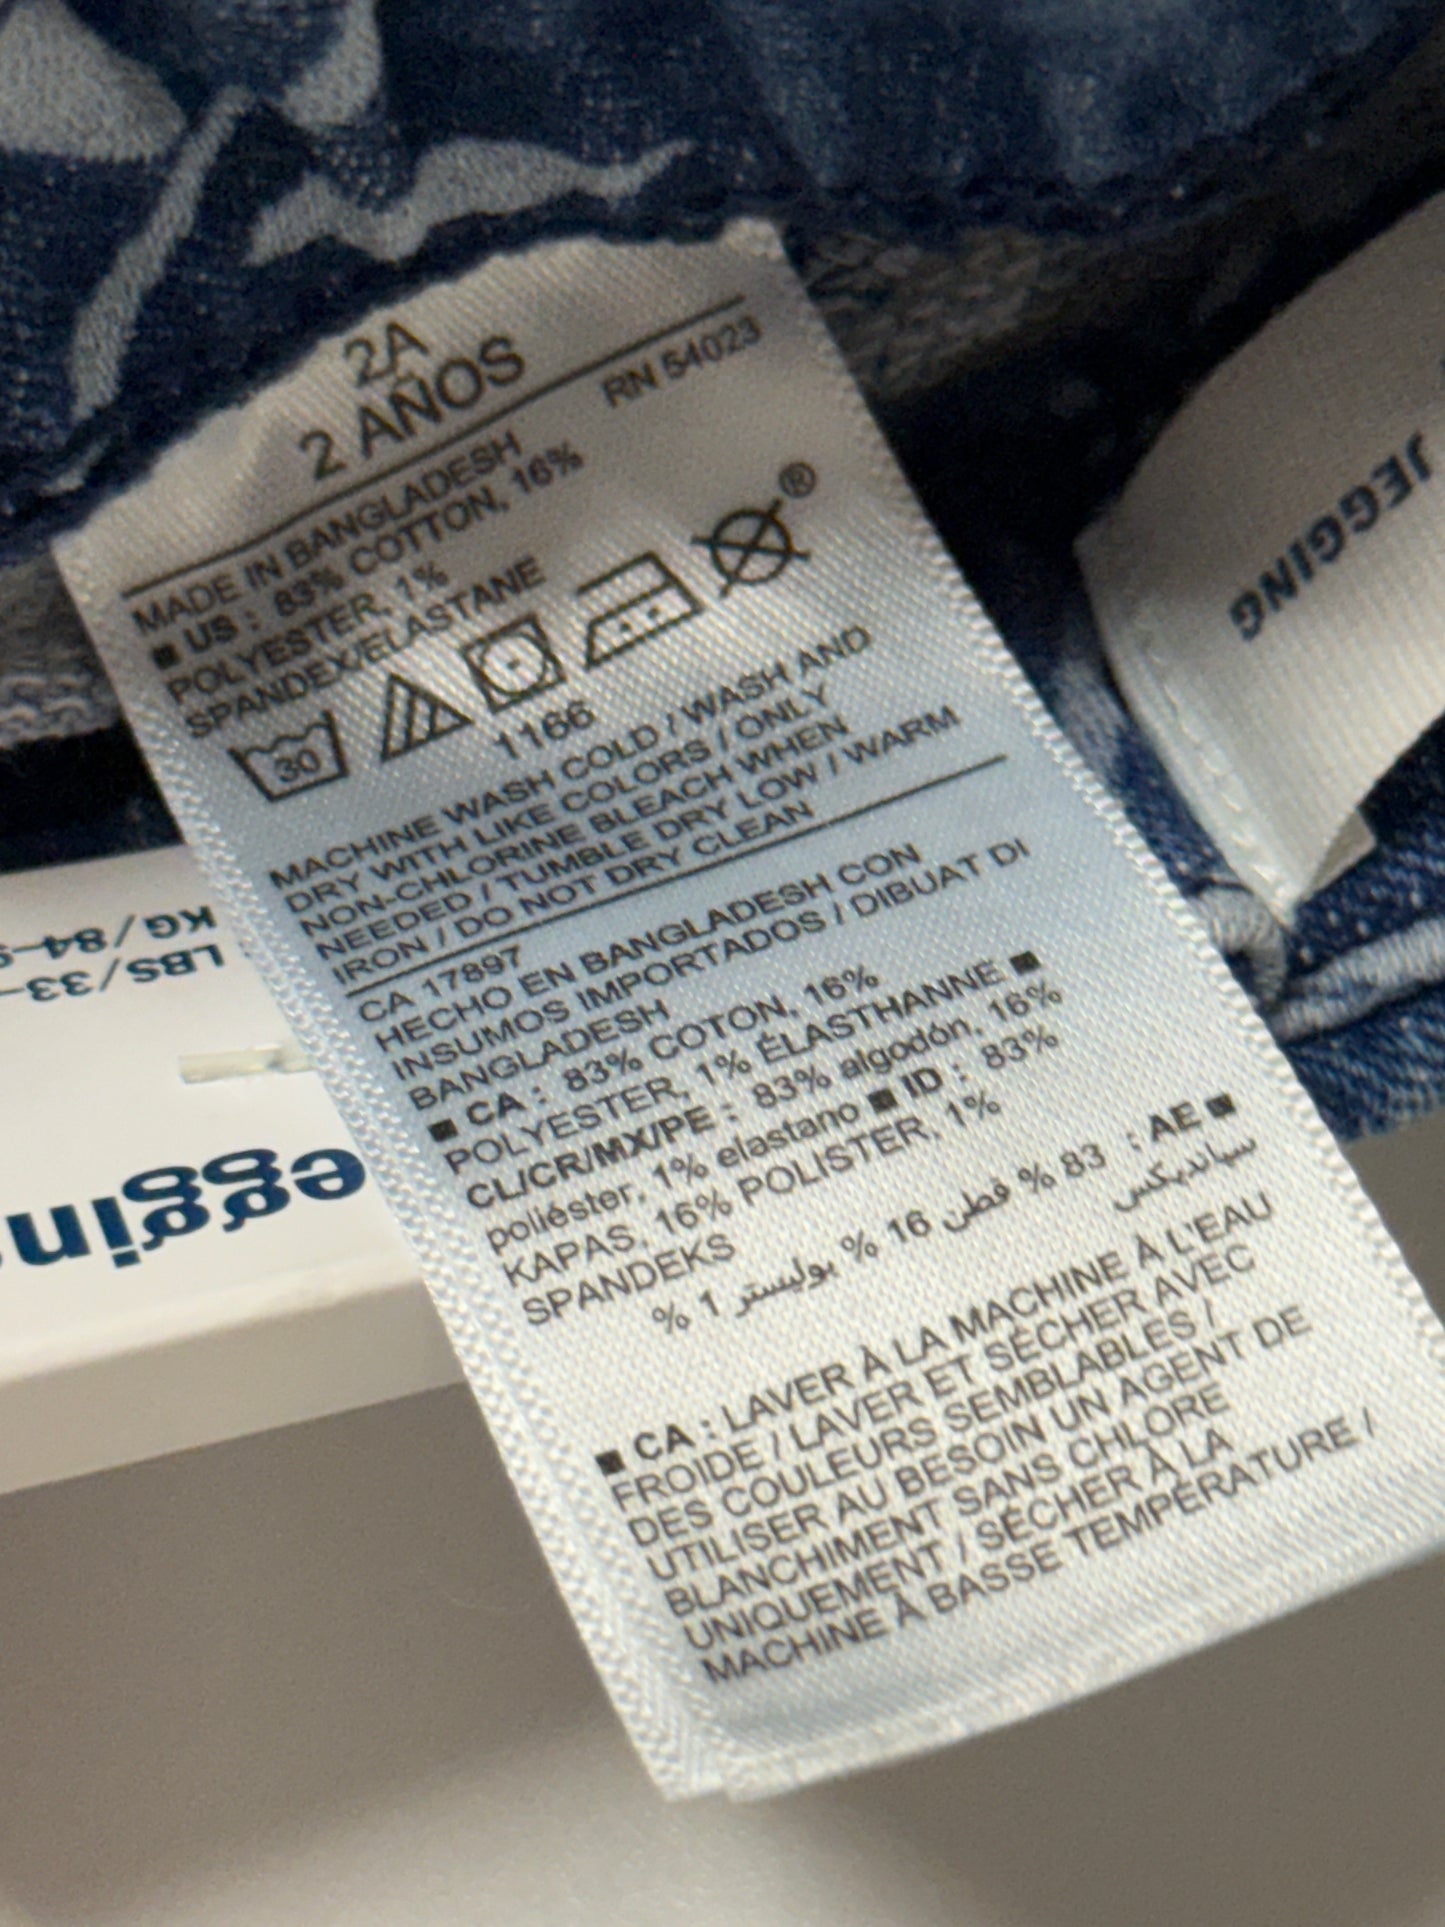 2A
2 AÑOS
RN 54023
MADE IN BANGLADESH
■ US : 83% COTTON, 16%
POLYESTER, 1%
SPANDEX/ELASTANE
®
30
1166
MACHINE WASH COLD / WASH AND
DRY WITH LIKE COLORS / ONLY
NON-CHLORINE BLEACH WHEN
NEEDED / TUMBLE DRY LOW / WARM
IRON / DO NOT DRY CLEAN
CA 17897
HECHO EN BANGLADESH CON
INSUMOS IMPORTADOS / DIBUAT DI
BANGLADESH
■ CA : 83% COTON, 16%
POLYESTER, 1% ÉLASTHANNE ■
CL/CR/MX/PE : 83% algodón, 16%
poliéster, 1% elastano ■ ID : 83%
KAPAS, 16% POLISTER, 1%
SPANDEKS
■ AE : 83 % قطن 16 % بوليستر 1 %
سبانديكس
■ CA : LAVER À LA MACHINE À L'EAU
FROIDE / LAVER ET SÉCHER AVEC
DES COULEURS SEMBLABLES /
UTILISER AU BESOIN UN AGENT DE
BLANCHIMENT SANS CHLORE
UNIQUEMENT / SÉCHER À LA
MACHINE À BASSE TEMPÉRATURE /
JEGGING
LBS/33-
KG/84-9
eggin